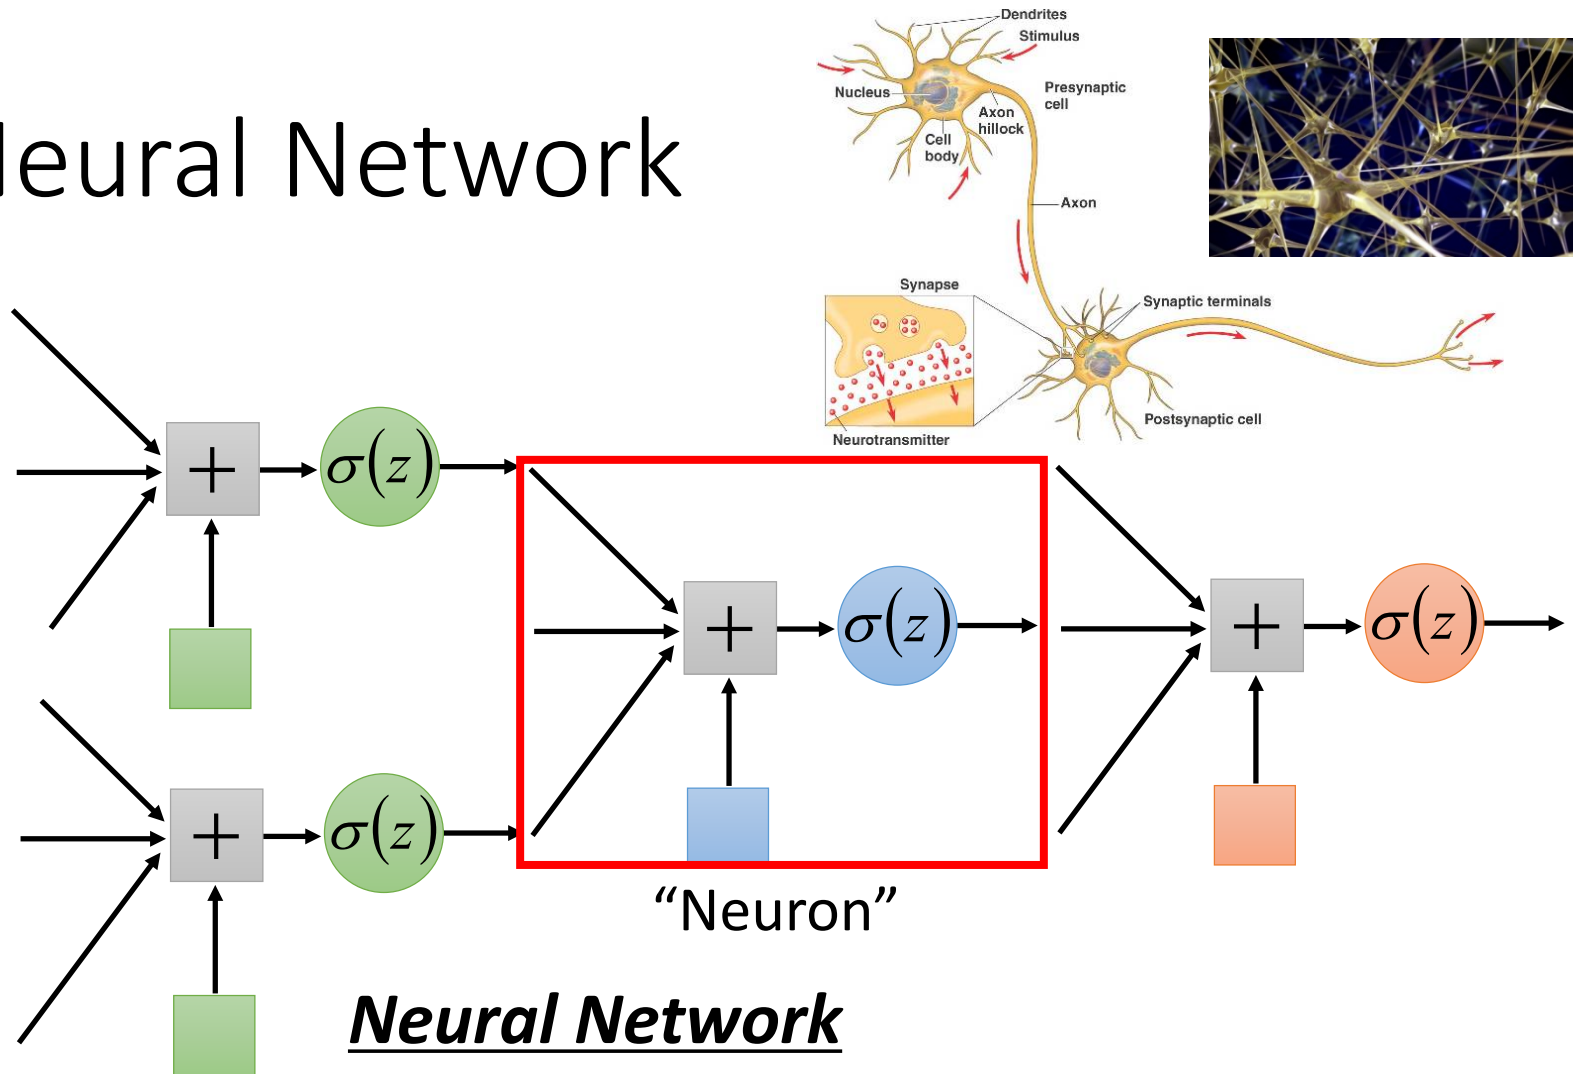 Neural Network
Dendrites
Stimulus
Nucleus
Presynaptic
cell
Axon
hillock
Cell
body
Axon
Synapse
Synaptic terminals
Postsynaptic cell
Neurotransmitter
+
σ(z)
+
σ(z)
+
σ(z)
+
σ(z)
“Neuron”
Neural Network